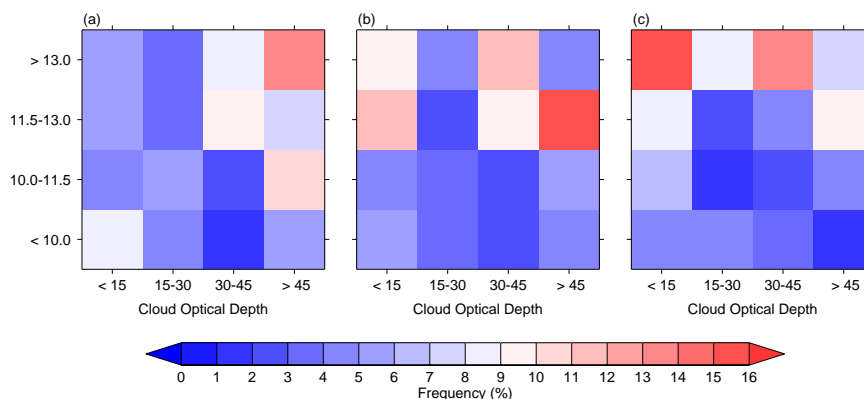 (a) (b) (c)
> 13.0
11.5-13.0
10.0-11.5
< 10.0
< 15 15-30 30-45 > 45 < 15 15-30 30-45 > 45 < 15 15-30 30-45 > 45
Cloud Optical Depth Cloud Optical Depth Cloud Optical Depth
0 1 2 3 4 5 6 7 8 9 10 11 12 13 14 15 16
Frequency (%)